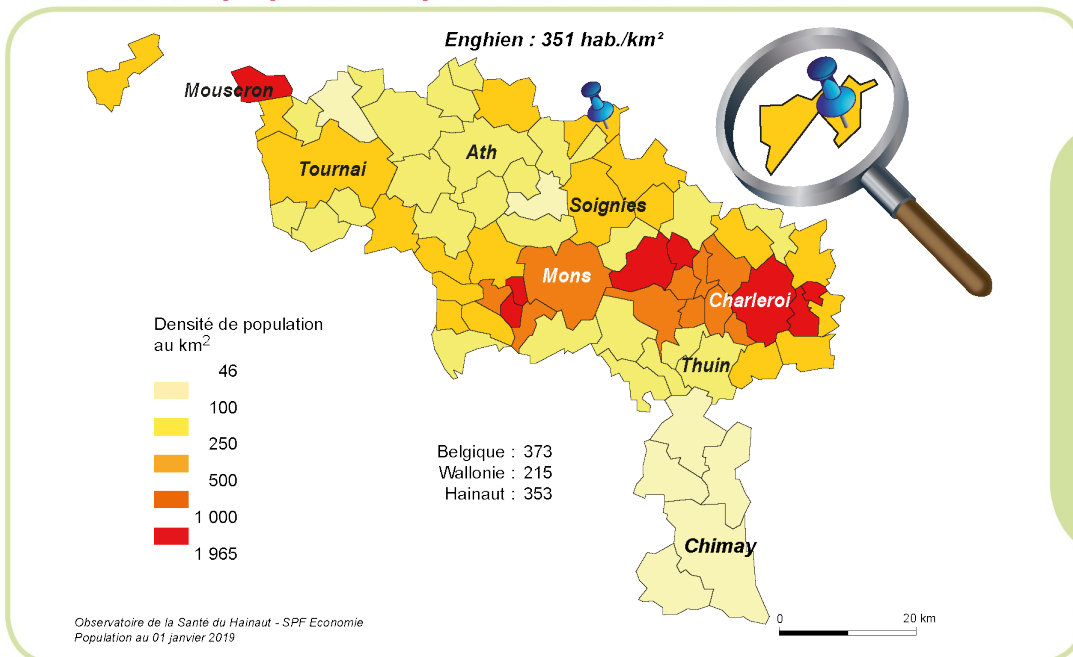 Enghien : 351 hab./km²
Mouscron
Ath
Tournai
Soignies
Mons
Charleroi
Thuin
Chimay
Densité de population
au km2
46
100
250
500
1 000
1 965
Belgique : 373
Wallonie : 215
Hainaut : 353
0 20 km
Observatoire de la Santé du Hainaut - SPF Economie
Population au 01 janvier 2019